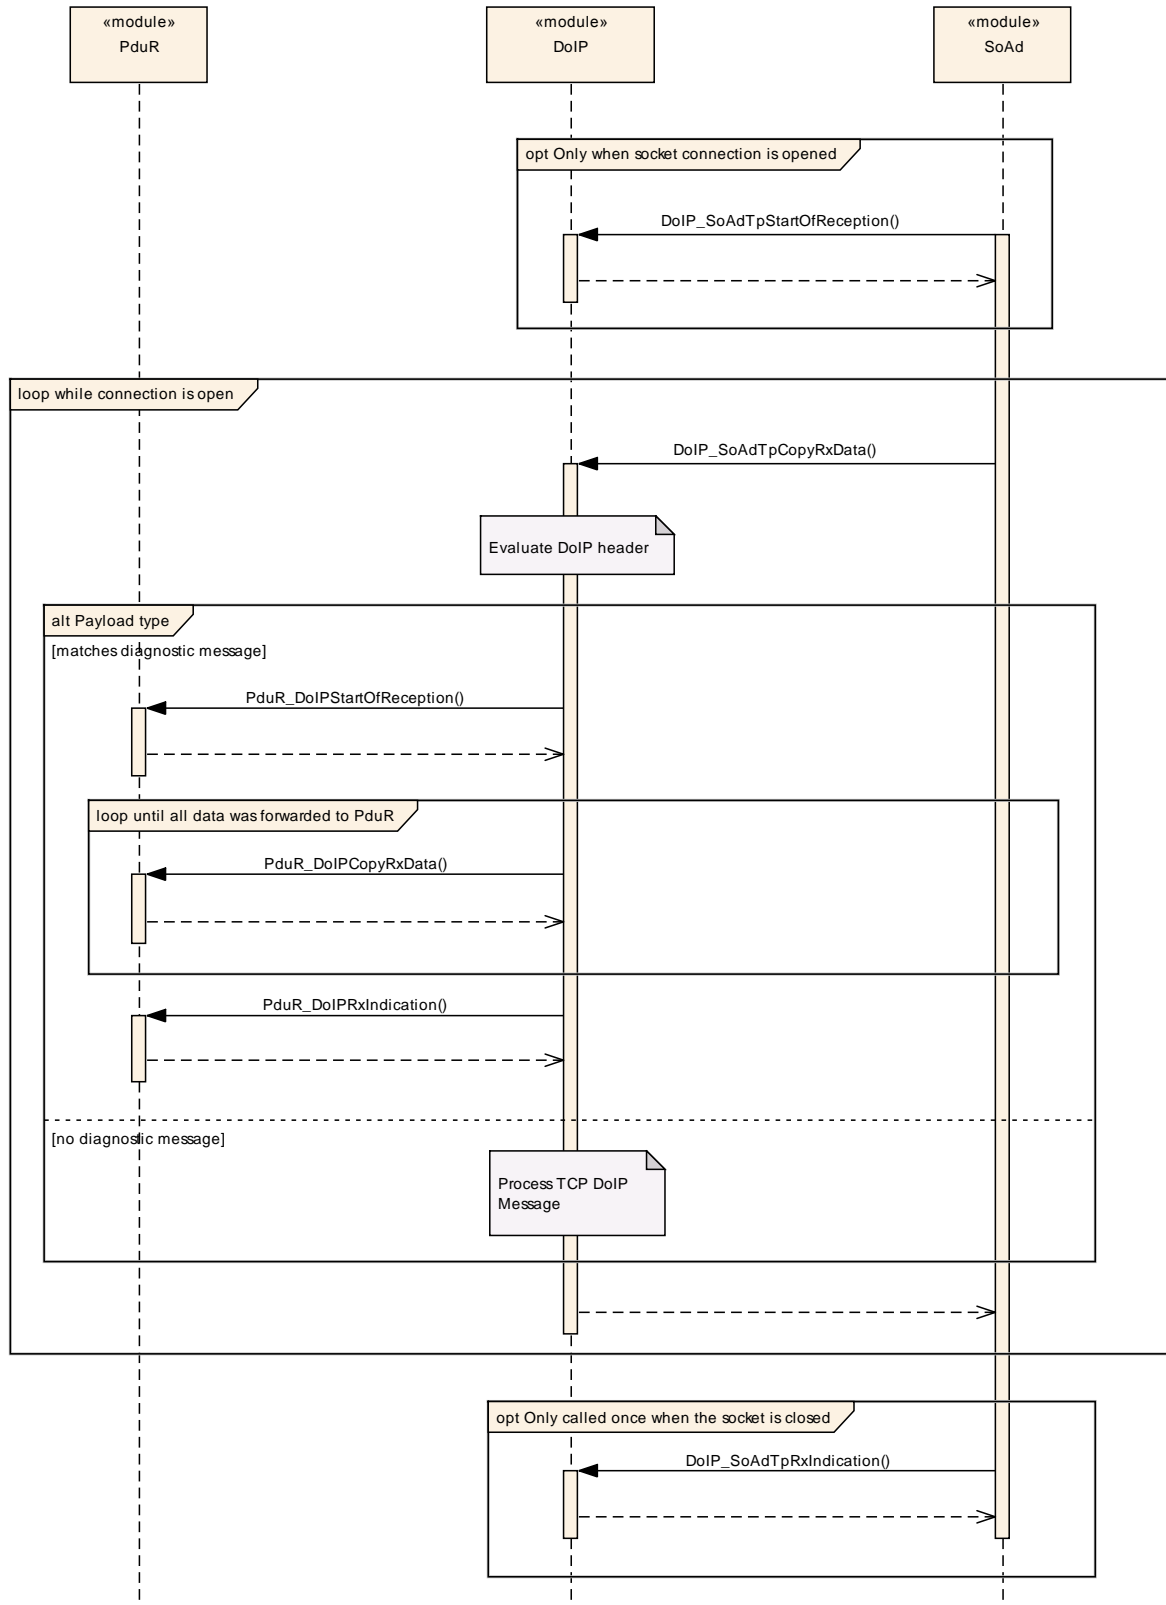 «module»
PduR
«module»
DoIP
«module»
SoAd
opt Only when socket connection is opened
DoIP_SoAdTpStartOfReception()
loop while connection is open
DoIP_SoAdTpCopyRxData()
Evaluate DoIP header
alt Payload type
[matches diagnostic message]
PduR_DoIPStartOfReception()
loop until all data was forwarded to PduR
PduR_DoIPCopyRxData()
PduR_DoIPRxIndication()
[no diagnostic message]
Process TCP DoIP
Message
opt Only called once when the socket is closed
DoIP_SoAdTpRxIndication()